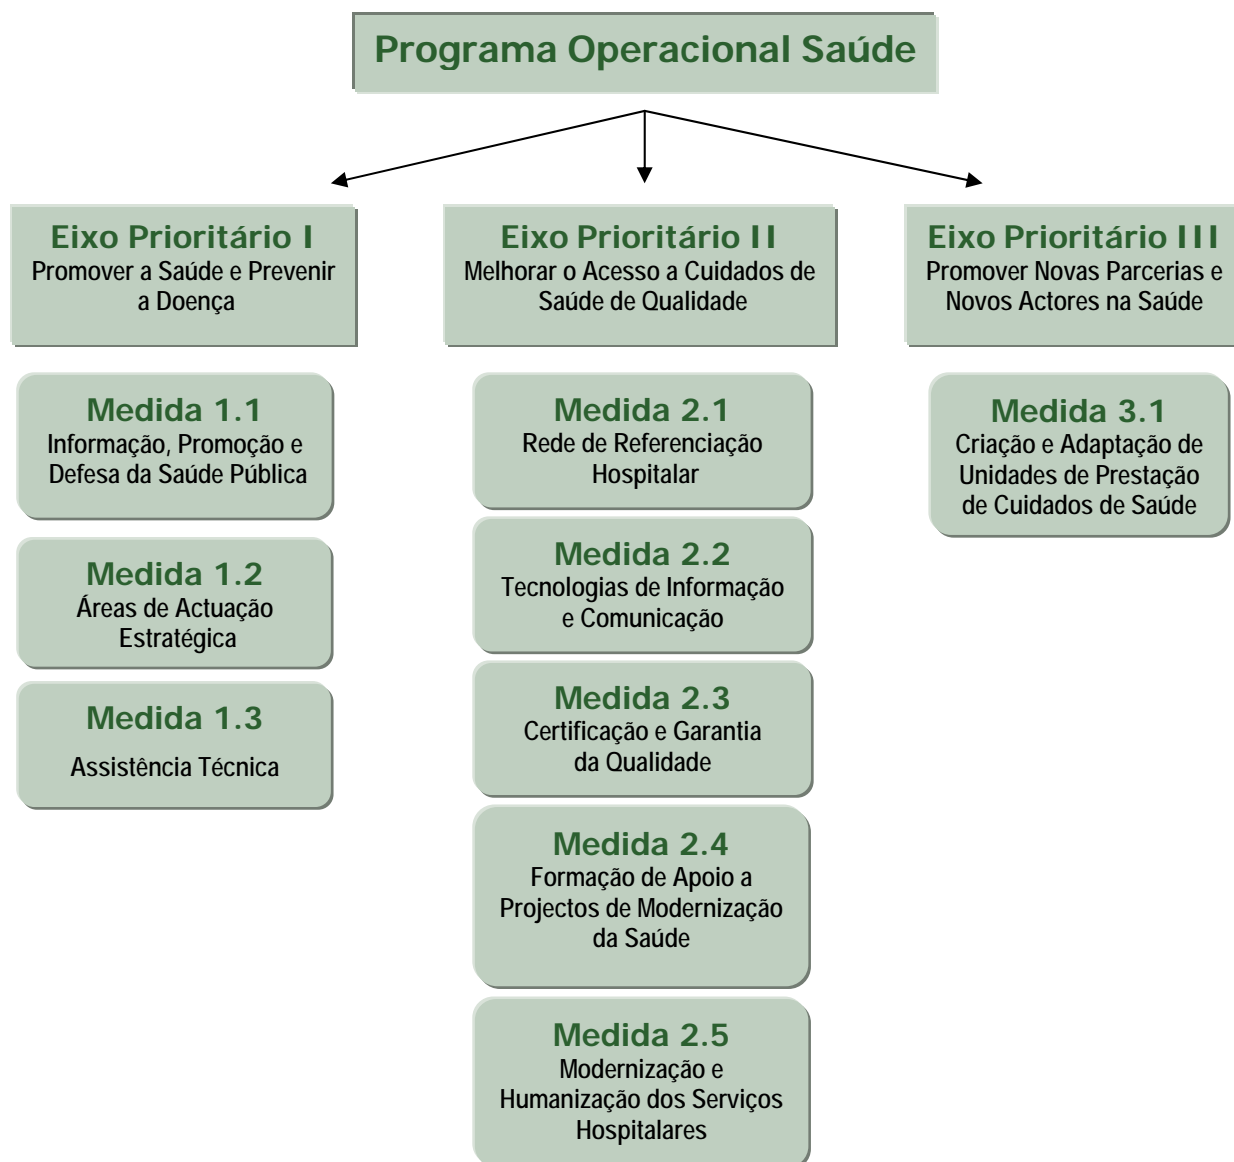 Programa Operacional Saúde
Eixo Prioritário I
Promover a Saúde e Prevenir
a Doença
Eixo Prioritário II
Melhorar o Acesso a Cuidados de
Saúde de Qualidade
Eixo Prioritário III
Promover Novas Parcerias e
Novos Actores na Saúde
Medida 1.1
Informação, Promoção e
Defesa da Saúde Pública
Medida 1.2
Áreas de Actuação
Estratégica
Medida 1.3
Assistência Técnica
Medida 2.1
Rede de Referenciação
Hospitalar
Medida 2.2
Tecnologias de Informação
e Comunicação
Medida 2.3
Certificação e Garantia
da Qualidade
Medida 2.4
Formação de Apoio a
Projectos de Modernização
da Saúde
Medida 2.5
Modernização e
Humanização dos Serviços
Hospitalares
Medida 3.1
Criação e Adaptação de
Unidades de Prestação
de Cuidados de Saúde